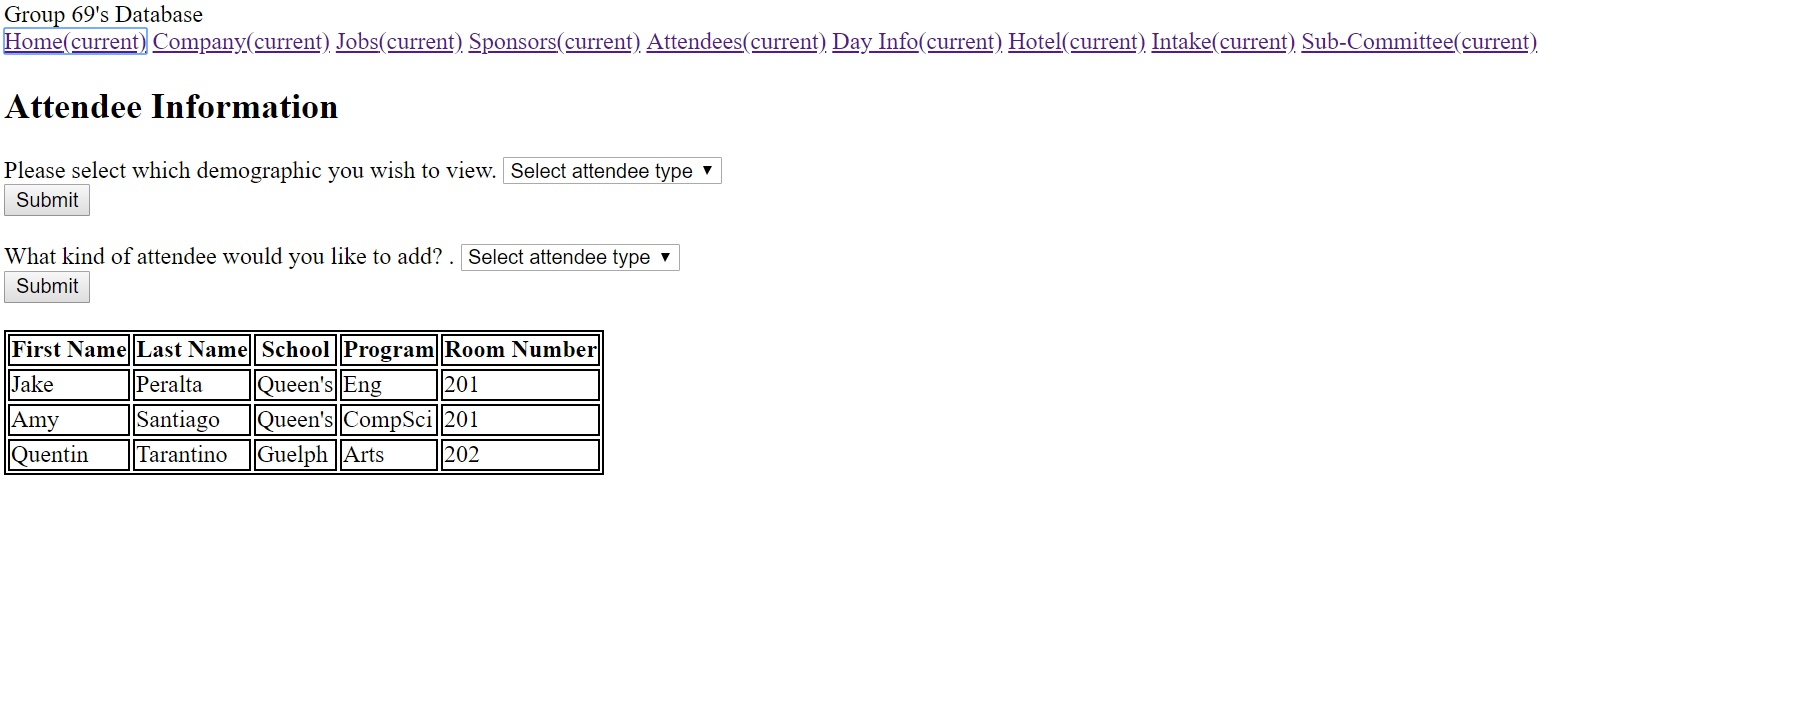 Group 69's Database
Home(current) Company(current) Jobs(current) Sponsors(current) Attendees(current) Day Info(current) Hotel(current) Intake(current) Sub-Committee(current)
Attendee Information
Please select which demographic you wish to view. Select attendee type
Submit
What kind of attendee would you like to add? . Select attendee type
Submit
First Name Last Name School Program Room Number
Jake Peralta Queen's Eng 201
Amy Santiago Queen's CompSci 201
Quentin Tarantino Guelph Arts 202